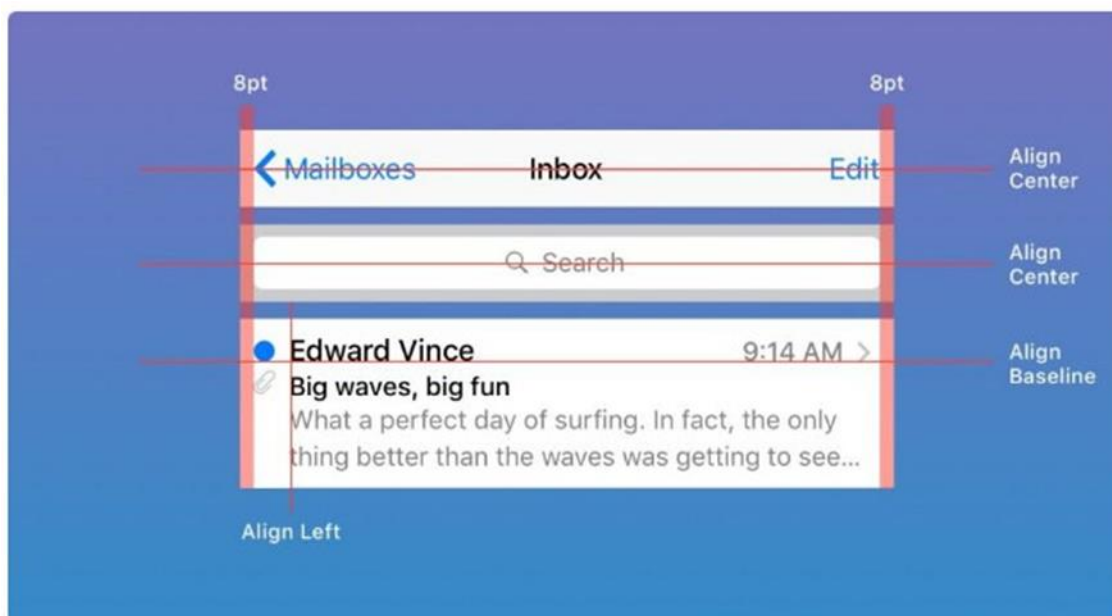 8pt 8pt
Mailboxes Inbox Edit
Align
Center
Search
Align
Center
Edward Vince 9:14 AM
Align
Baseline
Big waves, big fun
What a perfect day of surfing. In fact, the only
thing better than the waves was getting to see...
Align Left